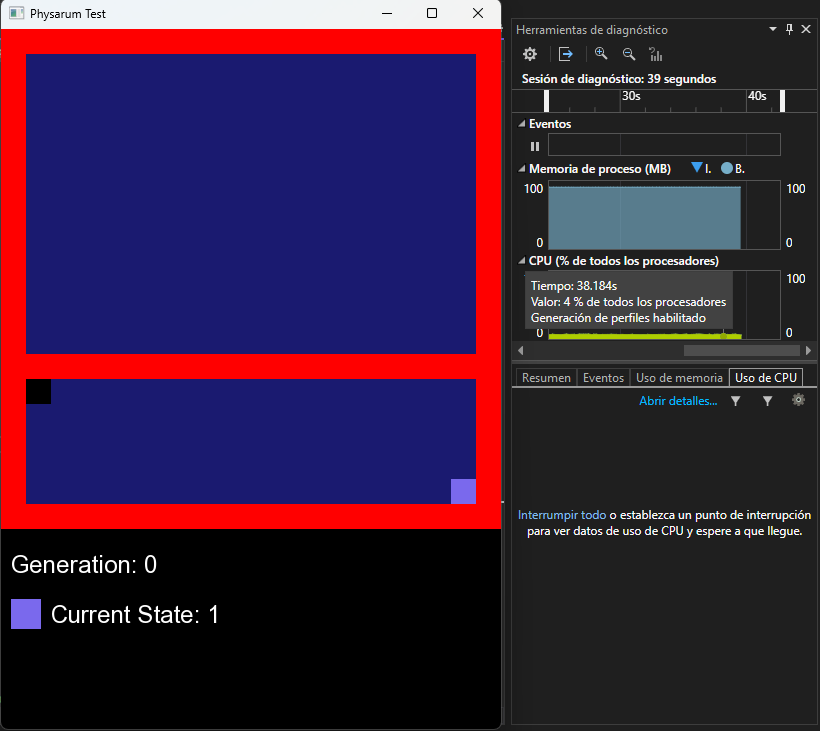 Physarum Test
Generation: 0
Current State: 1
Herramientas de diagnóstico
Sesión de diagnóstico: 39 segundos
30s 40s
Eventos
Memoria de proceso (MB) I. B.
100 100
0 0
CPU (% de todos los procesadores)
100
Tiempo: 38.184s
Valor: 4 % de todos los procesadores
Generación de perfiles habilitado
0 0
Resumen Eventos Uso de memoria Uso de CPU
Abrir detalles...
Interrumpir todo o establezca un punto de interrupción
para ver datos de uso de CPU y espere a que llegue.